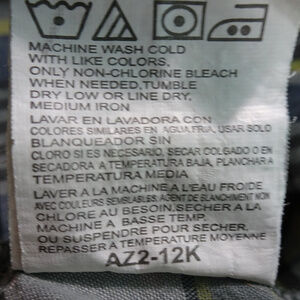 MACHINE WASH COLD
WITH LIKE COLORS,
ONLY NON-CHLORINE BLEACH
WHEN NEEDED, TUMBLE
DRY LOW OR LINE DRY,
MEDIUM IRON
LAVAR EN LAVADORA CON
COLORES SIMILARES EN AGUA FRIA, USAR SOLO
BLANQUEADOR SIN
CLORO SI ES NECESARIO, SECAR COLGADO O EN
SECADORA A TEMPERATURA BAJA, PLANCHAR A
TEMPERATURA MEDIA
LAVER A LA MACHINE A L'EAU FROIDE
AVEC COULEURS SEMBLABLES. AGENT DE BLANCHIMENT NON
CHLORE AU BESOIN, SECHER A LA
MACHINE A BASSE TEMP.
OU SUSPENDRE POUR SECHER,
REPASSER A TEMPERATURE MOYENNE
AZ2-12K